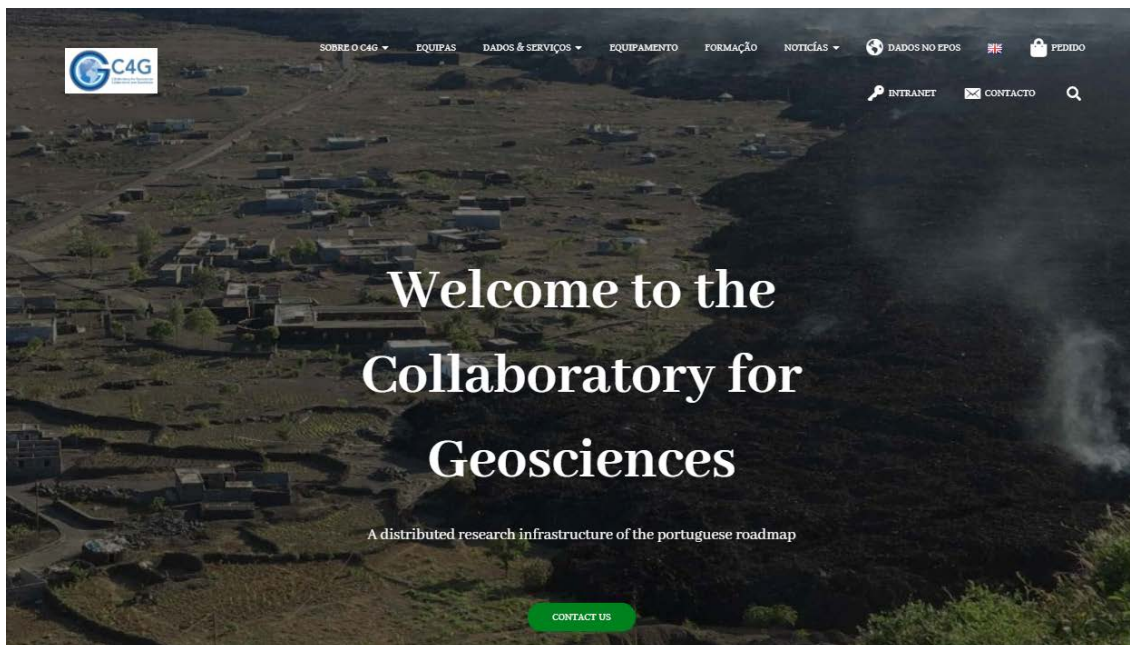 C4G
SOBRE O C4G
EQUIPAS
DADOS & SERVIÇOS
EQUIPAMENTO
FORMAÇÃO
NOTICÍAS
DADOS NO EPOS
PEDIDO
INTRANET
CONTACTO
Welcome to the
Collaboratory for
Geosciences
A distributed research infrastructure of the portuguese roadmap
CONTACT US